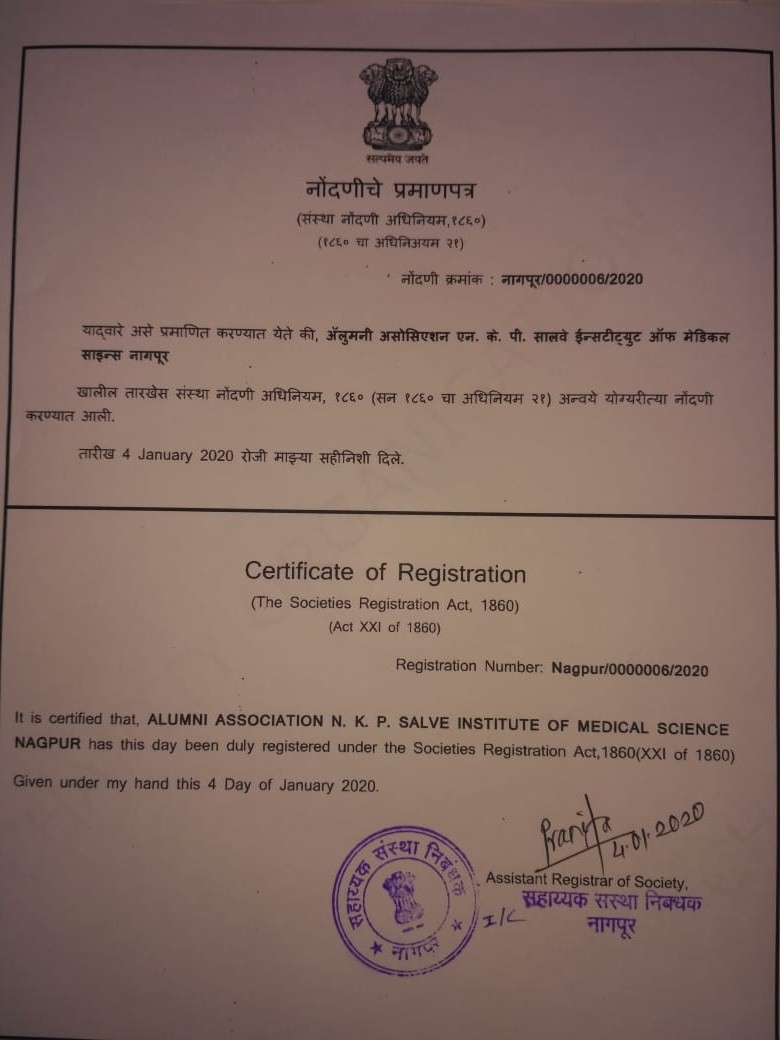 सत्यमेव जयते
नोंदणीचे प्रमाणपत्र
(संस्था नोंदणी अधिनियम,१८६०)
(१८६० चा अधिनिअयम २१)
नोंदणी क्रमांक : नागपूर/0000006/2020
याद्वारे असे प्रमाणित करण्यात येते की, ॲलुमनी असोसिएशन एन. के. पी. सालवे ईन्सटीट्युट ऑफ मेडिकल
साइन्स नागपूर
खालील तारखेस संस्था नोंदणी अधिनियम, १८६० (सन १८६० चा अधिनियम २१) अन्वये योग्यरीत्या नोंदणी
करण्यात आली.
तारीख 4 January 2020 रोजी माझ्या सहीनिशी दिले.
Certificate of Registration
(The Societies Registration Act, 1860)
(Act XXI of 1860)
Registration Number: Nagpur/0000006/2020
It is certified that, ALUMNI ASSOCIATION N. K. P. SALVE INSTITUTE OF MEDICAL SCIENCE
NAGPUR has this day been duly registered under the Societies Registration Act,1860(XXI of 1860)
Given under my hand this 4 Day of January 2020.
4.01.2020
Assistant Registrar of Society,
I/C सहाय्यक संस्था निबंधक
नागपूर
सहाय्यक संस्था निबंधक
नागपूर